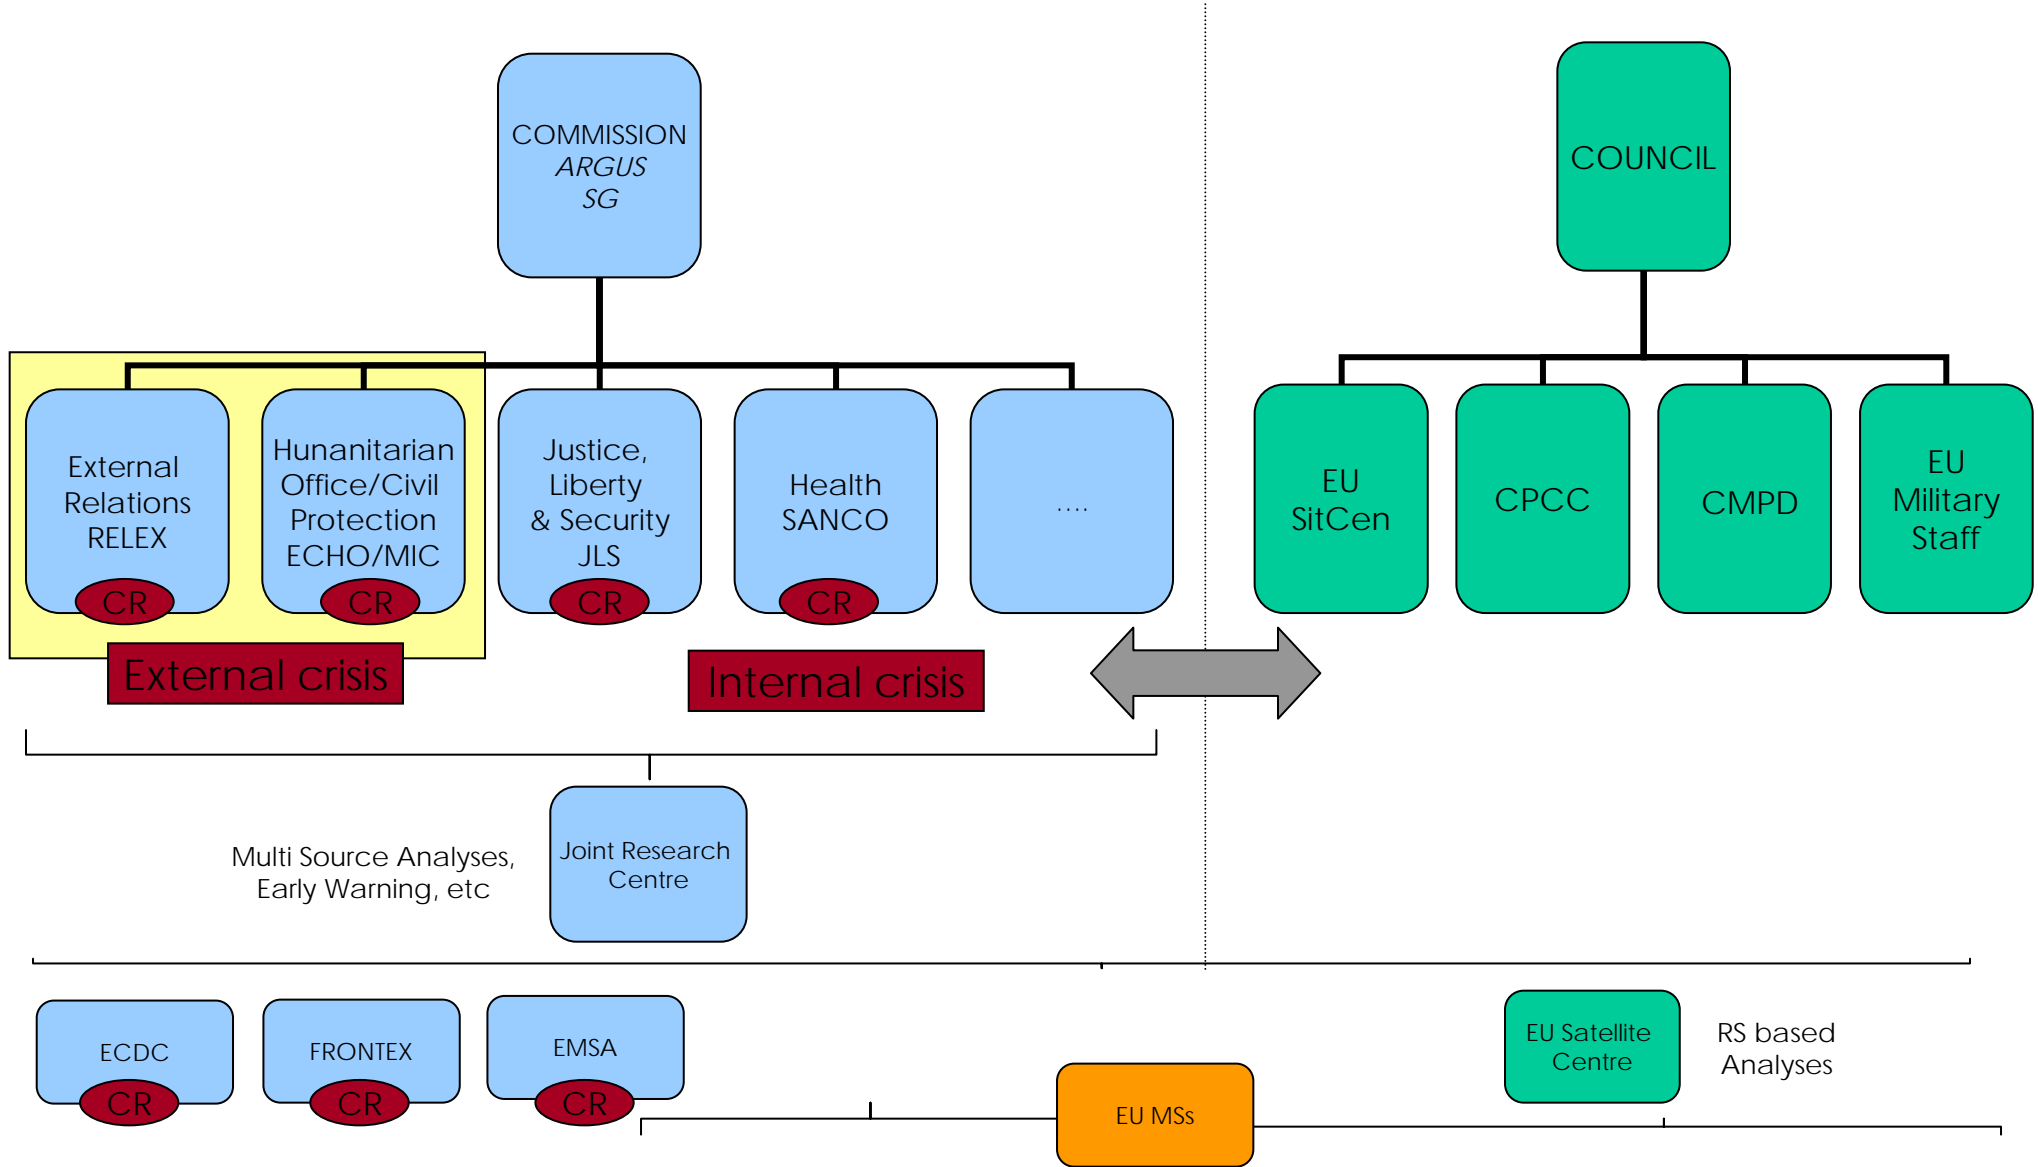 COMMISSION
ARGUS
SG
COUNCIL
External
Relations
RELEX
CR
Hunanitarian
Office/Civil
Protection
ECHO/MIC
CR
Justice,
Liberty
& Security
JLS
CR
Health
SANCO
CR
....
EU
SitCen
CPCC
CMPD
EU
Military
Staff
External crisis
Internal crisis
Multi Source Analyses,
Early Warning, etc
Joint Research
Centre
ECDC
CR
FRONTEX
CR
EMSA
CR
EU MSs
EU Satellite
Centre
RS based
Analyses